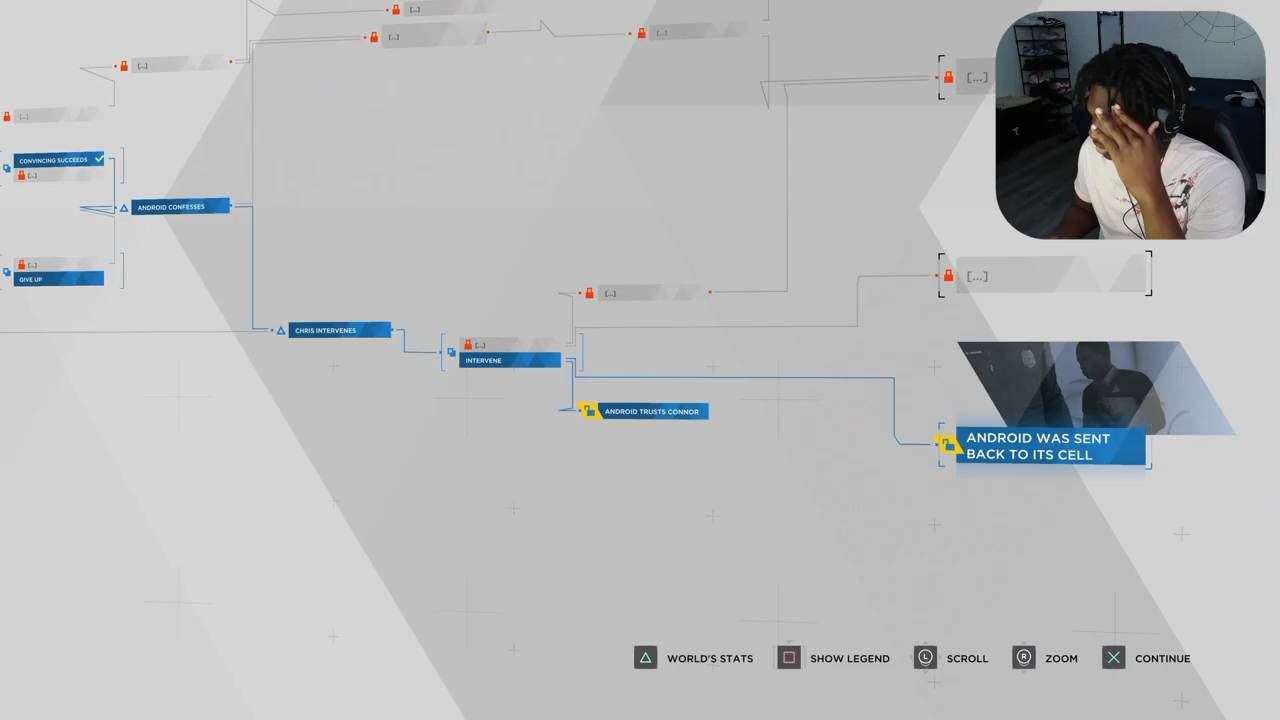 [...]
[...]
[...]
[...]
[...]
[...]
CONVINCING SUCCEEDS
[...]
ANDROID CONFESSES
[...]
GIVE UP
[...]
[...]
CHRIS INTERVENES
[...]
INTERVENE
ANDROID TRUSTS CONNOR
ANDROID WAS SENT
BACK TO ITS CELL
WORLD'S STATS
SHOW LEGEND
L
SCROLL
R
ZOOM
CONTINUE